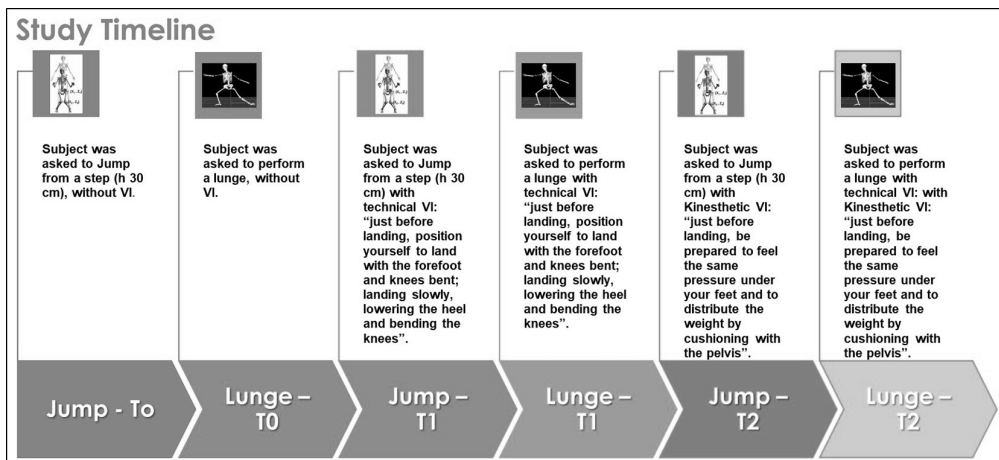 Study Timeline
Subject was
asked to Jump
from a step (h 30
cm), without VI.
Subject was
asked to perform
a lunge, without
VI.
Subject was
asked to Jump
from a step (h 30
cm) with
technical VI:
“just before
landing, position
yourself to land
with the forefoot
and knees bent;
landing slowly,
lowering the heel
and bending the
knees”.
Subject was
asked to perform
a lunge with
technical VI:
“just before
landing, position
yourself to land
with the forefoot
and knees bent;
landing slowly,
lowering the heel
and bending the
knees”.
Subject was
asked to Jump
from a step (h 30
cm) with
Kinesthetic VI:
“just before
landing, be
prepared to feel
the same
pressure under
your feet and to
distribute the
weight by
cushioning with
the pelvis”.
Subject was
asked to perform
a lunge with
technical VI: with
Kinesthetic VI:
“just before
landing, be
prepared to feel
the same
pressure under
your feet and to
distribute the
weight by
cushioning with
the pelvis”.
Jump - To
Lunge –
T0
Jump –
T1
Lunge –
T1
Jump –
T2
Lunge –
T2